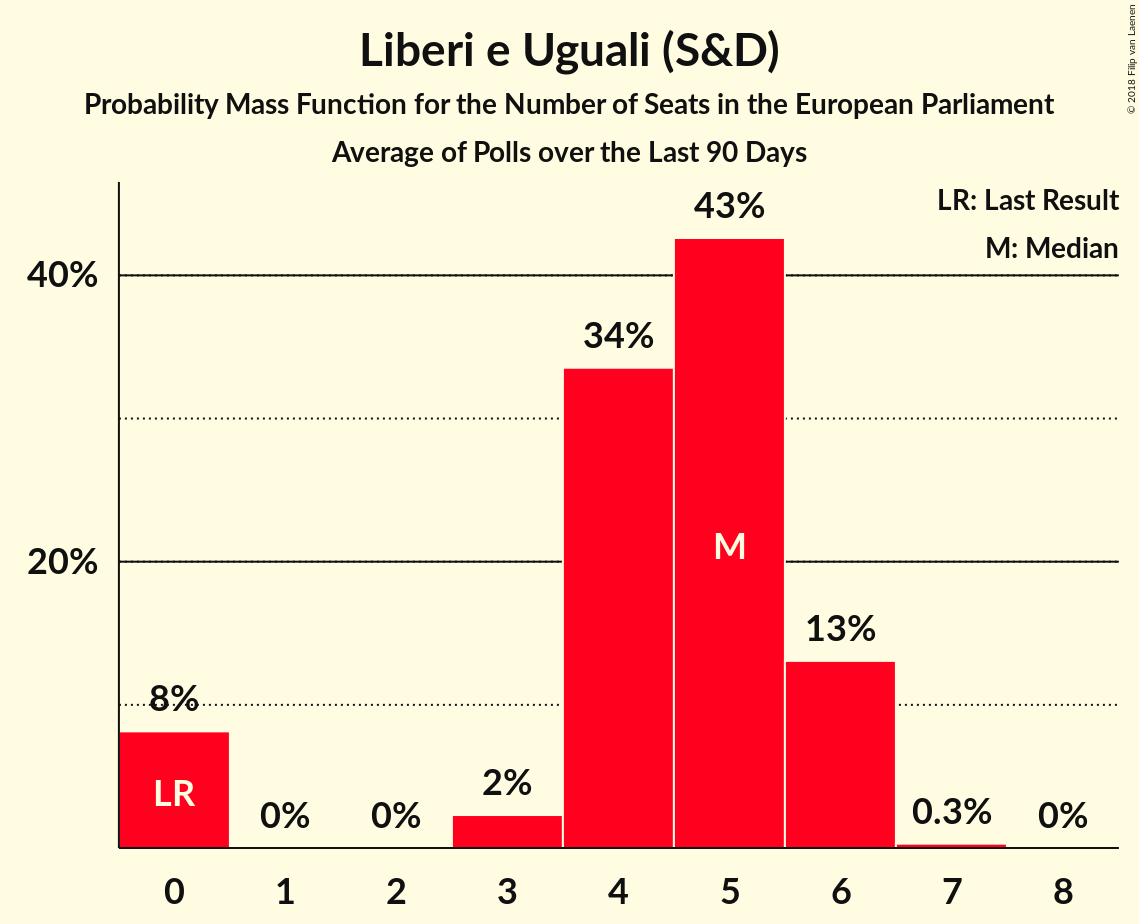 Liberi e Uguali (S&D)
Probability Mass Function for the Number of Seats in the European Parliament
Average of Polls over the Last 90 Days
© 2018 Filip van Laenen
LR: Last Result
M: Median
43%
40%
34%
M
20%
13%
8%
LR
2%
0%
0%
0.3%
0%
0 1 2 3 4 5 6 7 8